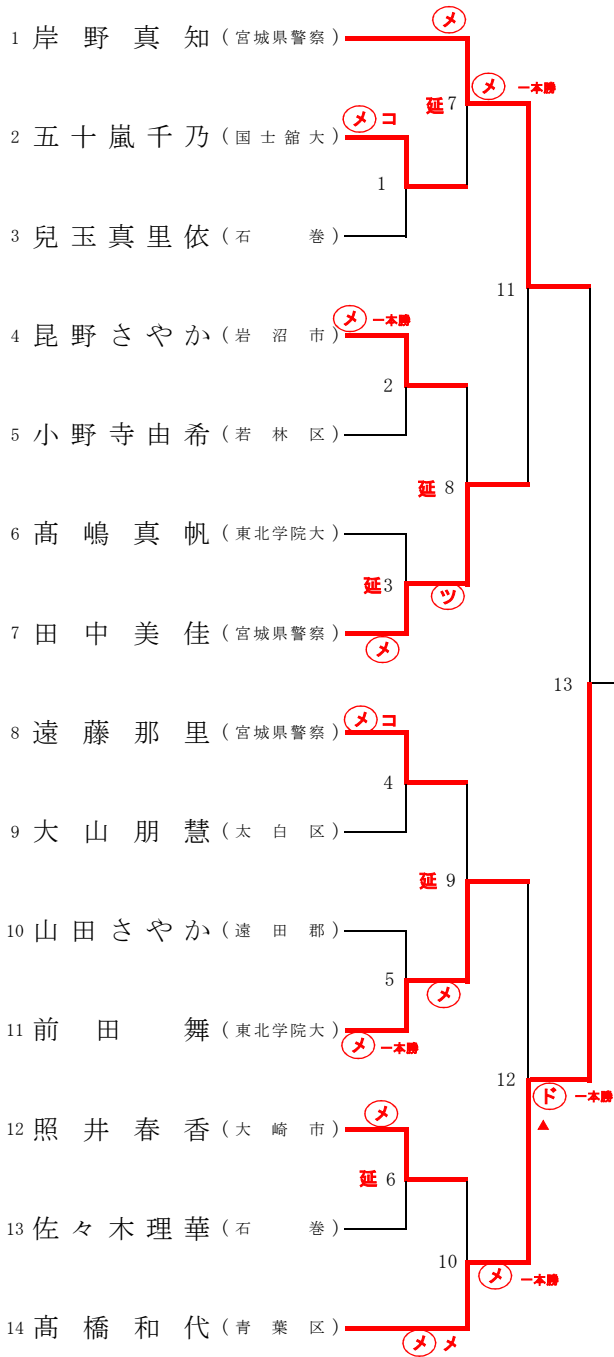 メ
1 岸野真知 (宮城県警察)
メ 一本勝
延 7
メ コ
2 五十嵐千乃 (国士舘大)
1
3 兒玉真里依 (石巻)
11
メ 一本勝
4 昆野さやか (岩沼市)
2
5 小野寺由希 (若林区)
延 8
6 髙嶋真帆 (東北学院大)
延 3
ツ
7 田中美佳 (宮城県警察)
メ
13
メ コ
8 遠藤那里 (宮城県警察)
4
9 大山朋慧 (太白区)
延 9
10 山田さやか (遠田郡)
5
メ
11 前田舞 (東北学院大)
メ 一本勝
12
ド 一本勝
▲
メ
12 照井春香 (大崎市)
延 6
13 佐々木理華 (石巻)
10
メ 一本勝
14 髙橋和代 (青葉区)
メ メ